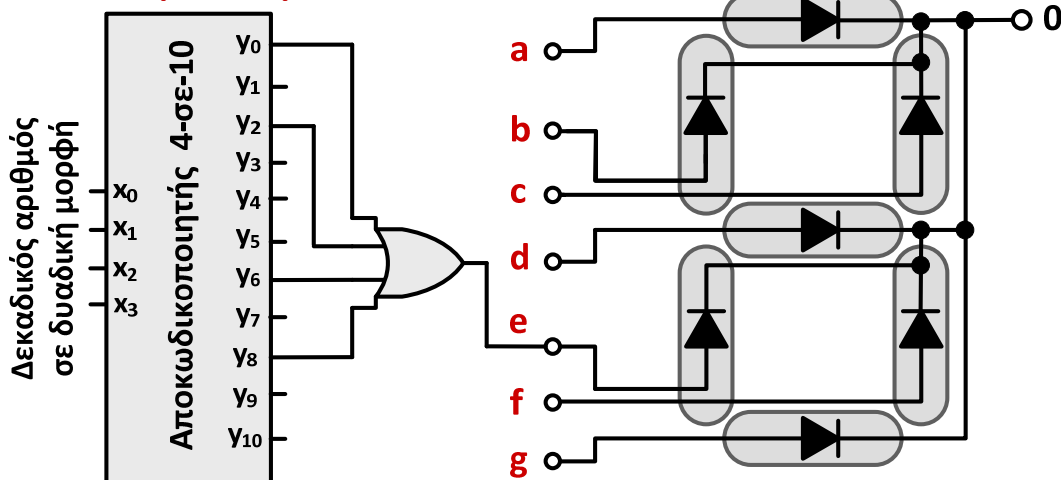 Δεκαδικός αριθμός
σε δυαδική μορφή
x0
x1
x2
x3
Αποκωδικοποιητής 4-σε-10
y0
y1
y2
y3
y4
y5
y6
y7
y8
y9
y10
a
b
c
d
e
f
g
0